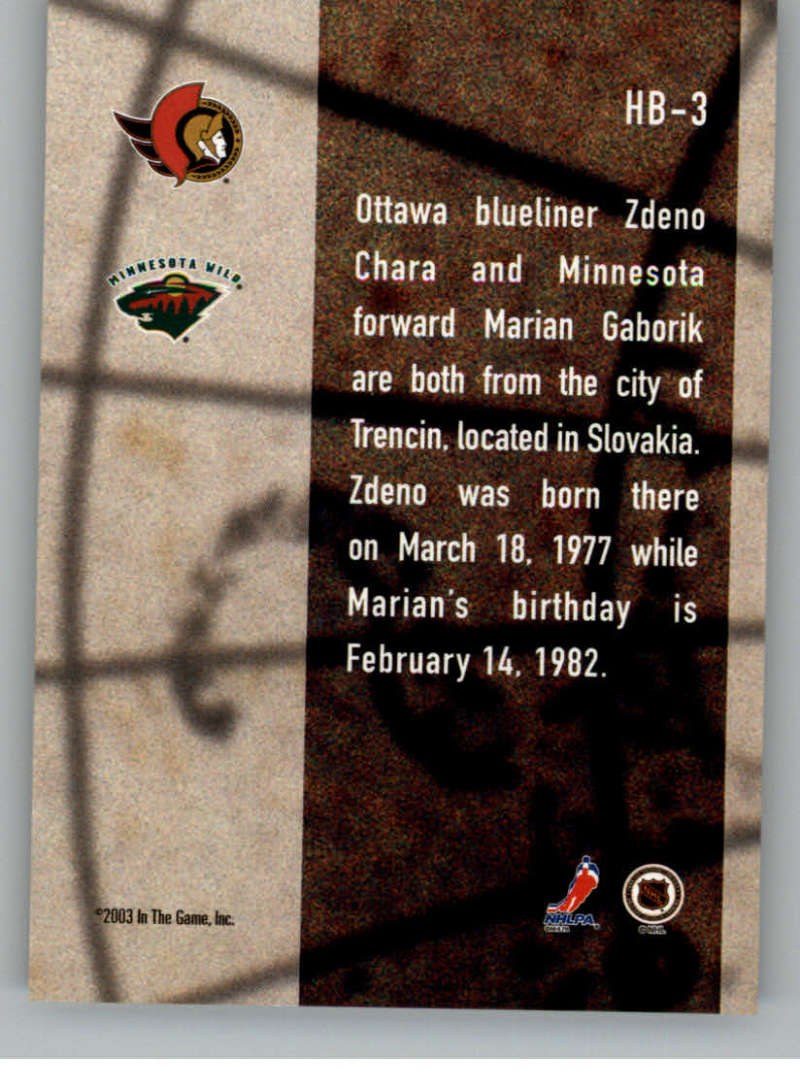 HB-3
MINNESOTA WILD
Ottawa blueliner Zdeno
Chara and Minnesota
forward Marian Gaborik
are both from the city of
Trencin, located in Slovakia.
Zdeno was born there
on March 18, 1977 while
Marian's birthday is
February 14, 1982.
©2003 In The Game, Inc.
NHLPA
© NHL